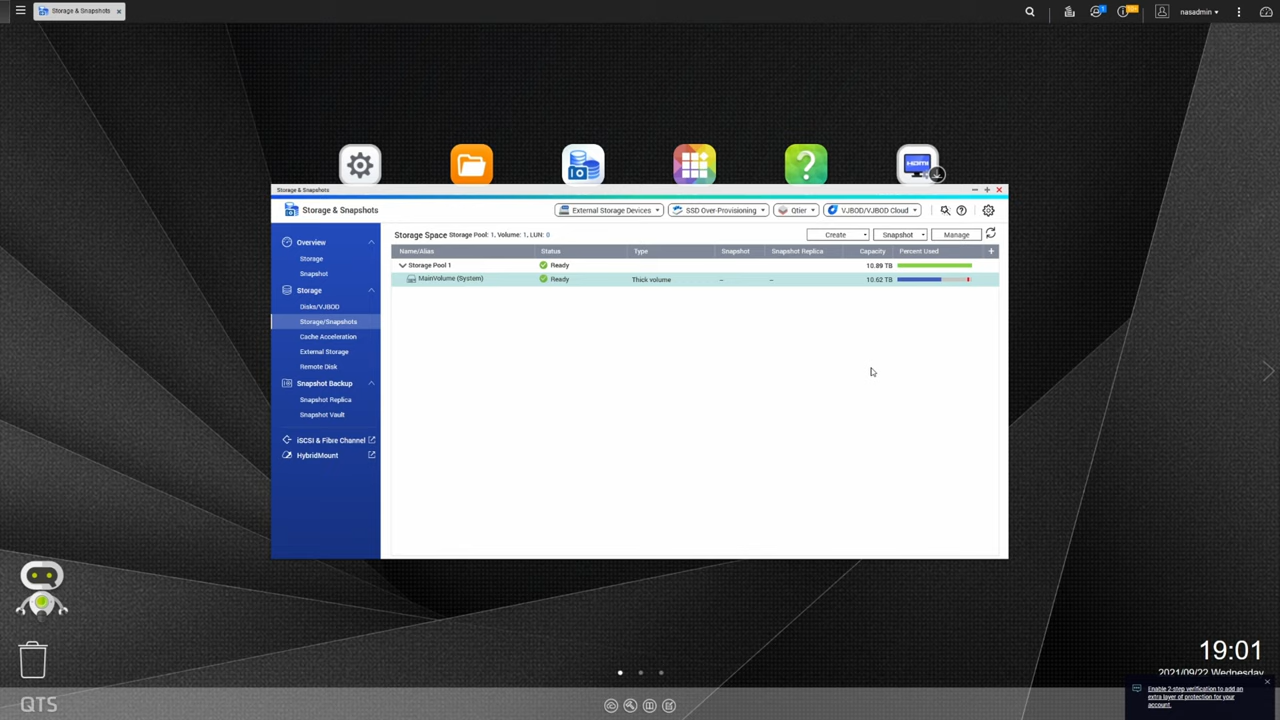 Storage & Snapshots ×
nasadmin
HDMI
Storage & Snapshots
Storage & Snapshots
External Storage Devices
SSD Over-Provisioning
Qtier
VJBOD/VJBOD Cloud
Overview
Storage
Snapshot
Storage
Disks/VJBOD
Storage/Snapshots
Cache Acceleration
External Storage
Remote Disk
Snapshot Backup
Snapshot Replica
Snapshot Vault
iSCSI & Fibre Channel
HybridMount
Storage Space Storage Pool: 1, Volume: 1, LUN: 0
Create
Snapshot
Manage
Name/Alias Status Type Snapshot Snapshot Replica Capacity Percent Used +
Storage Pool 1 Ready 10.89 TB
MainVolume (System) Ready Thick volume -- -- 10.62 TB
19:01
2021/09/22 Wednesday
QTS
Enable 2-step verification to add an
extra layer of protection for your
account.